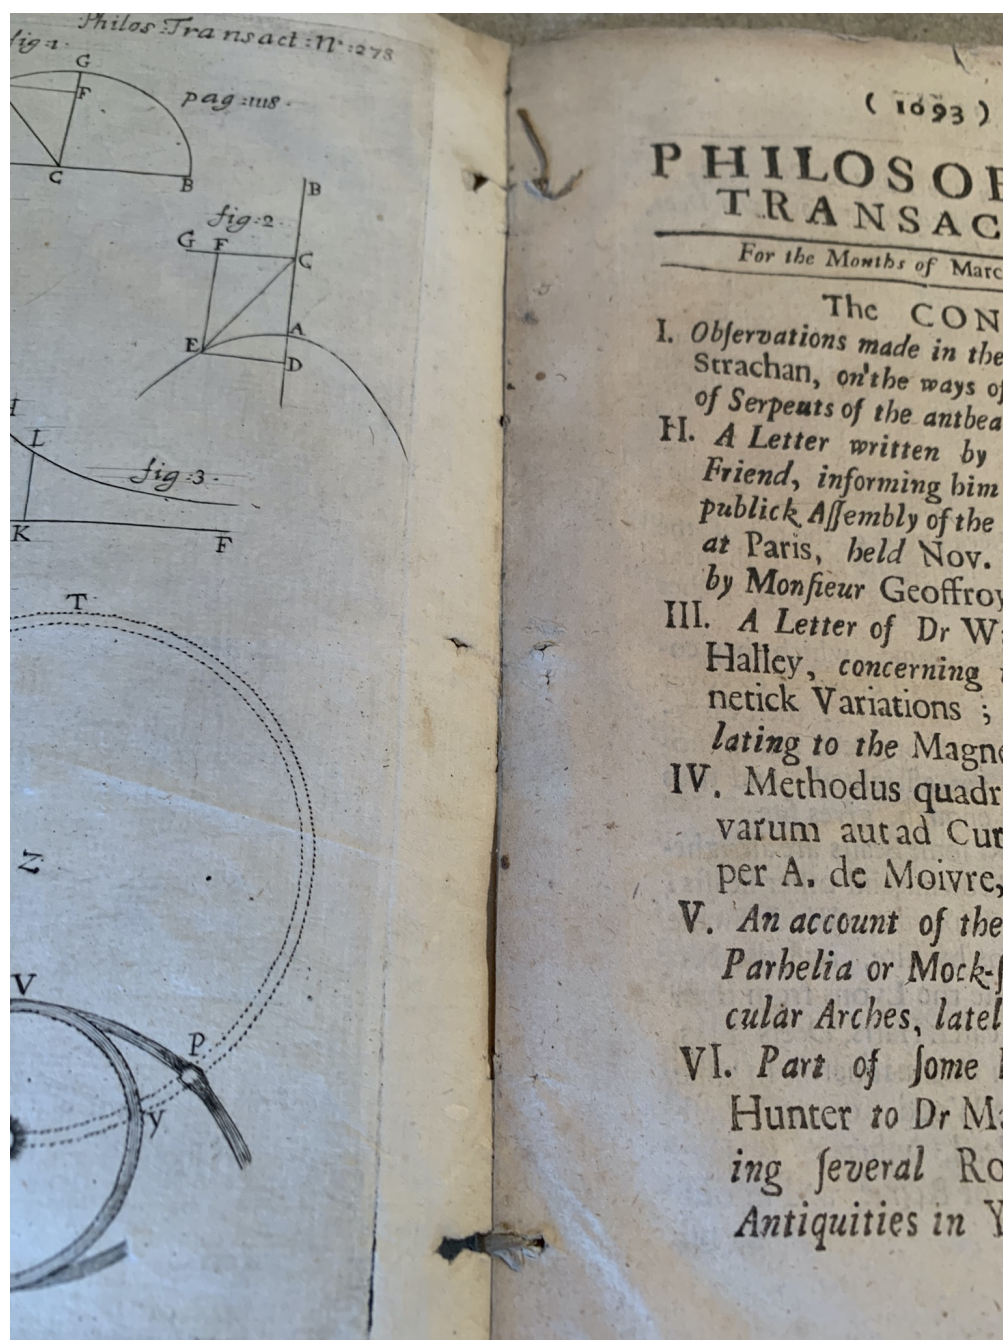 Philos: Transact: N°: 278
fig: 1.
pag: 1118.
G
F
C
B
fig: 2.
B
G F
C
A
E
D
L
fig: 3.
K
F
T
Z
V
P
y
(1093)
PHILOSOP
TRANSAC
For the Months of Marc
The CON
I. Obſervations made in the
Strachan, on the ways of
of Serpents of the antbea
II. A Letter written by
Friend, informing him
publick Aſſembly of the
at Paris, held Nov.
by Monſieur Geoffroy
III. A Letter of Dr W
Halley, concerning
netick Variations ;
lating to the Magne
IV. Methodus quadr
varum aut ad Cur
per A. de Moivre,
V. An account of the
Parhelia or Mock-ſ
cular Arches, latel
VI. Part of ſome
Hunter to Dr Ma
ing ſeveral Ro
Antiquities in Y